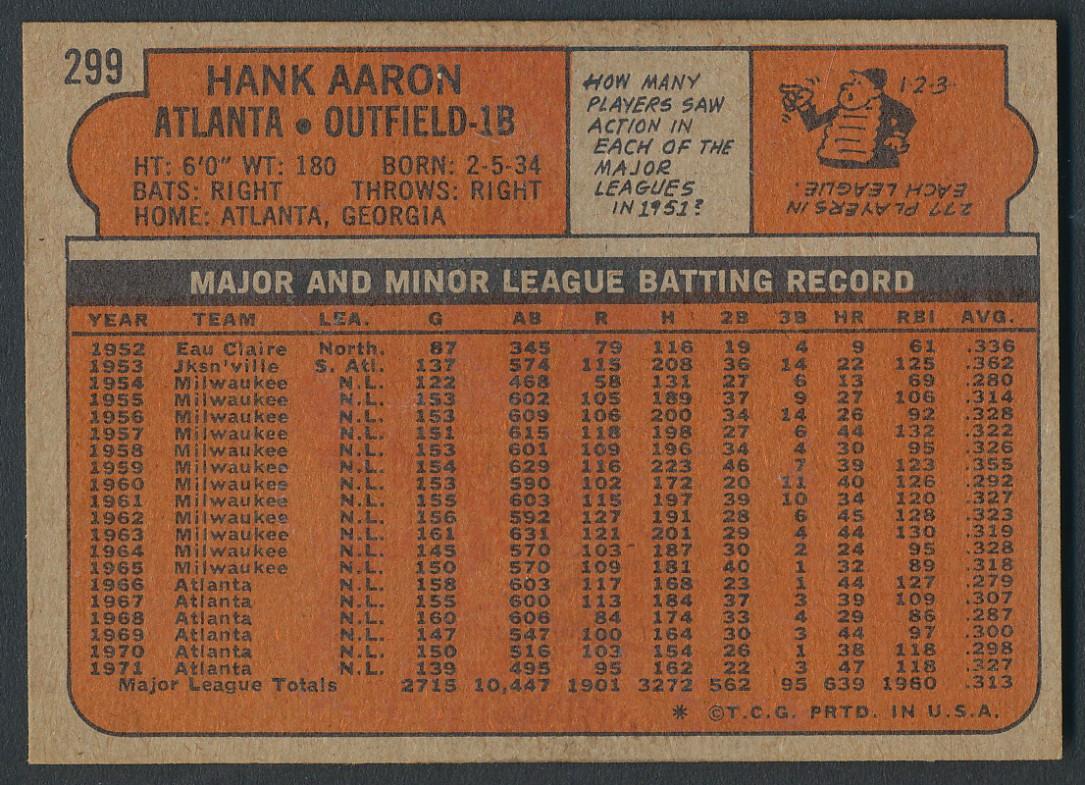 299
HANK AARON
ATLANTA • OUTFIELD-1B
HT: 6'0" WT: 180 BORN: 2-5-34
BATS: RIGHT THROWS: RIGHT
HOME: ATLANTA, GEORGIA
HOW MANY
PLAYERS SAW
ACTION IN
EACH OF THE
MAJOR
LEAGUES
IN 1951?
1-2-3-
277 PLAYERS IN
EACH LEAGUE.
MAJOR AND MINOR LEAGUE BATTING RECORD
YEAR TEAM LEA. G AB R H 2B 3B HR RBI AVG.
1952 Eau Claire North. 87 345 79 116 19 4 9 61 .336
1953 Jksn'ville S. Atl. 137 574 115 208 36 14 22 125 .362
1954 Milwaukee N.L. 122 468 58 131 27 6 13 69 .280
1955 Milwaukee N.L. 153 602 105 189 37 9 27 106 .314
1956 Milwaukee N.L. 153 609 106 200 34 14 26 92 .328
1957 Milwaukee N.L. 151 615 118 198 27 6 44 132 .322
1958 Milwaukee N.L. 153 601 109 196 34 4 30 95 .326
1959 Milwaukee N.L. 154 629 116 223 46 7 39 123 .355
1960 Milwaukee N.L. 153 590 102 172 20 11 40 126 .292
1961 Milwaukee N.L. 155 603 115 197 39 10 34 120 .327
1962 Milwaukee N.L. 156 592 127 191 28 6 45 128 .323
1963 Milwaukee N.L. 161 631 121 201 29 4 44 130 .319
1964 Milwaukee N.L. 145 570 103 187 30 2 24 95 .328
1965 Milwaukee N.L. 150 570 109 181 40 1 32 89 .318
1966 Atlanta N.L. 158 603 117 168 23 1 44 127 .279
1967 Atlanta N.L. 155 600 113 184 37 3 39 109 .307
1968 Atlanta N.L. 160 606 84 174 33 4 29 86 .287
1969 Atlanta N.L. 147 547 100 164 30 3 44 97 .300
1970 Atlanta N.L. 150 516 103 154 26 1 38 118 .298
1971 Atlanta N.L. 139 495 95 162 22 3 47 118 .327
Major League Totals 2715 10,447 1901 3272 562 95 639 1960 .313
* ©T.C.G. PRTD. IN U.S.A.